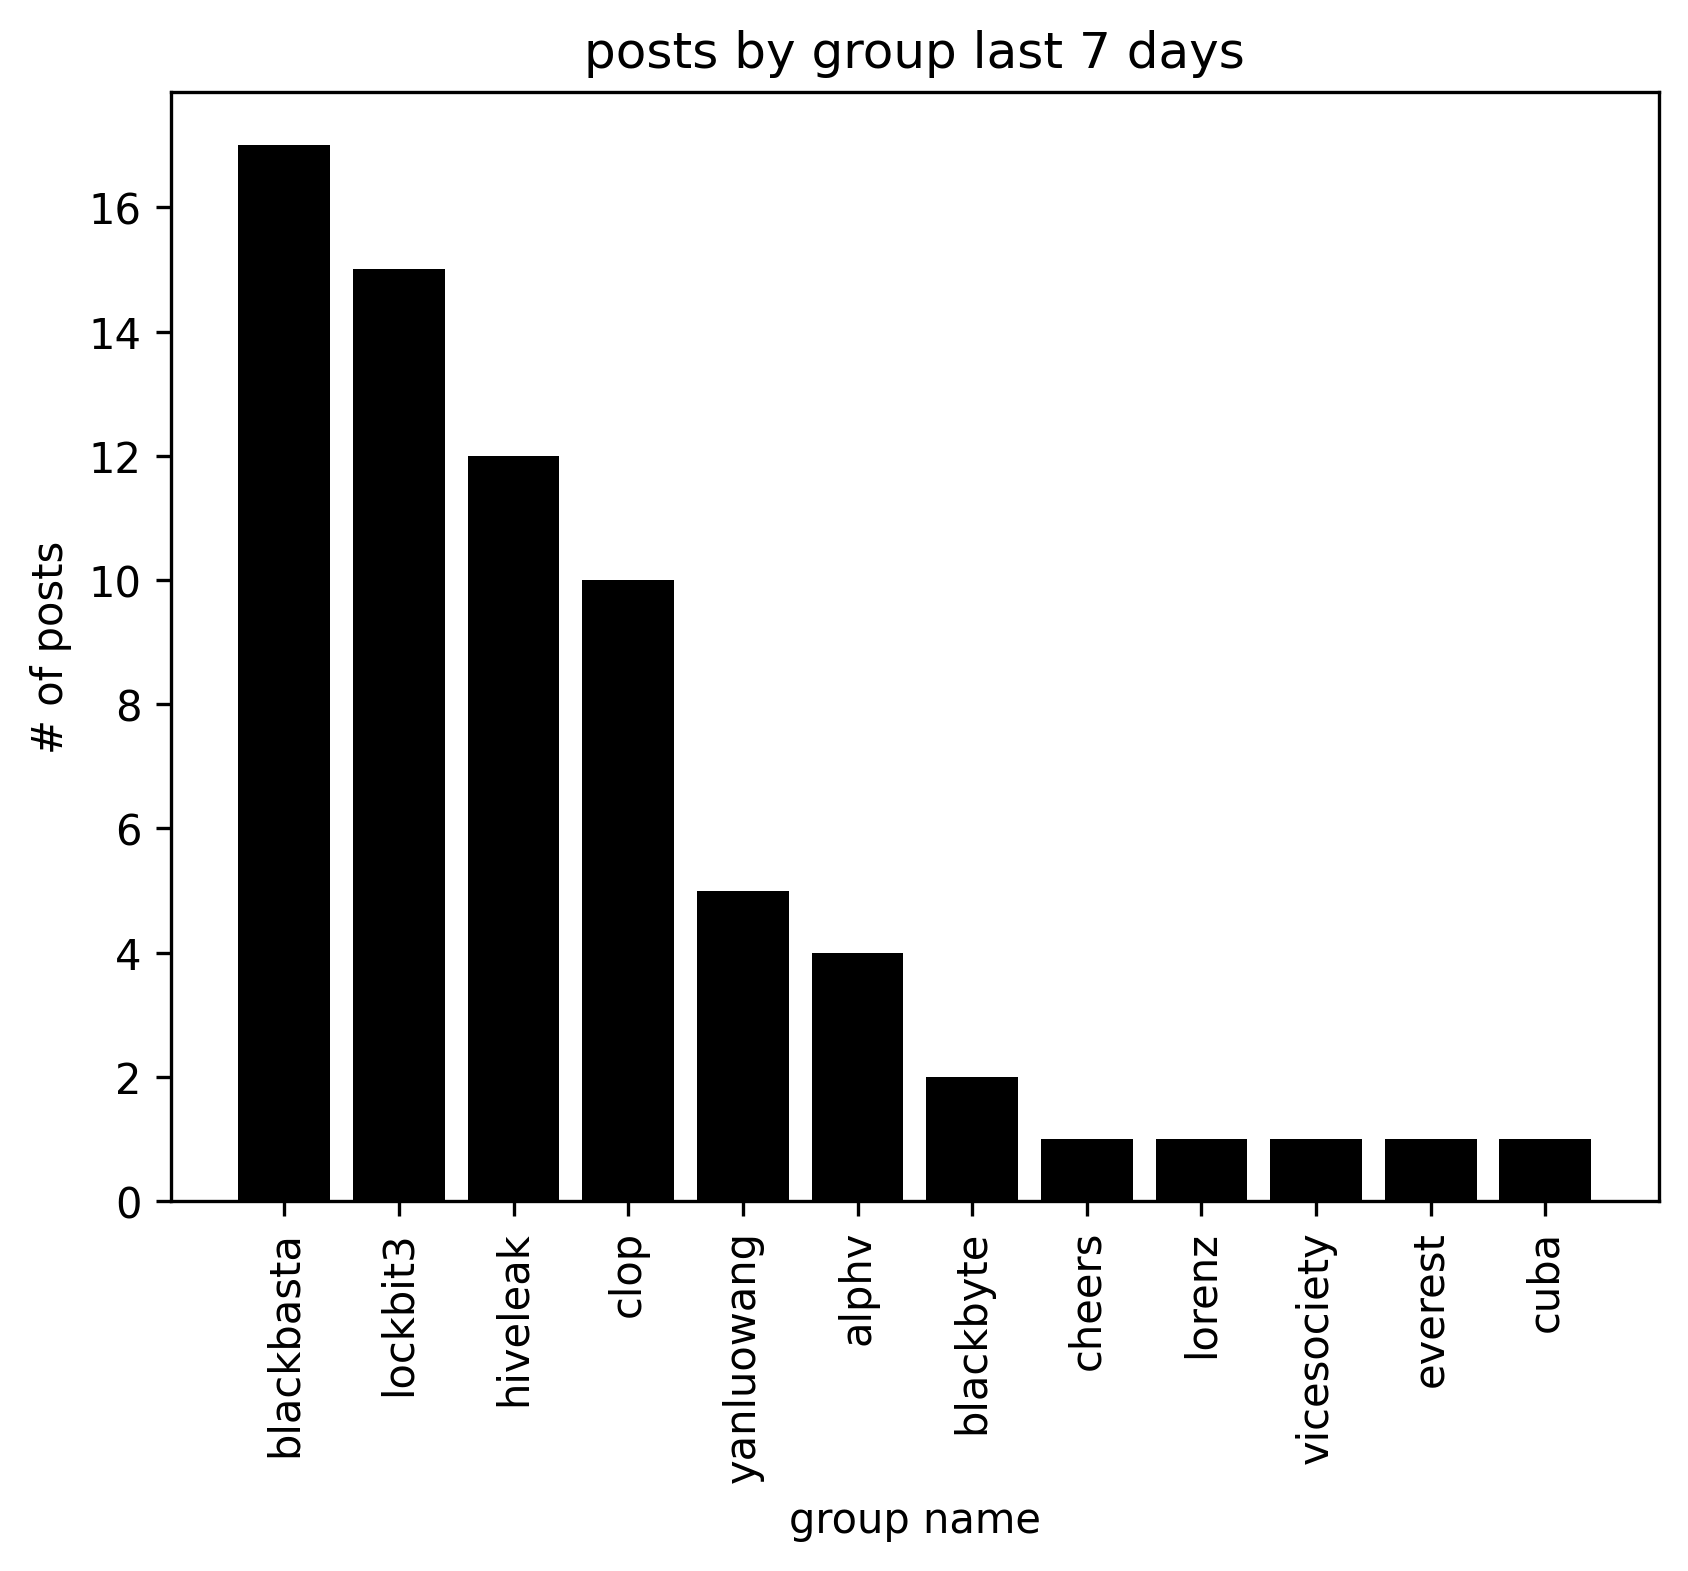 posts by group last 7 days
# of posts
16
14
12
10
8
6
4
2
0
blackbasta
lockbit3
hiveleak
clop
yanluowang
alphv
blackbyte
cheers
lorenz
vicesociety
everest
cuba
group name